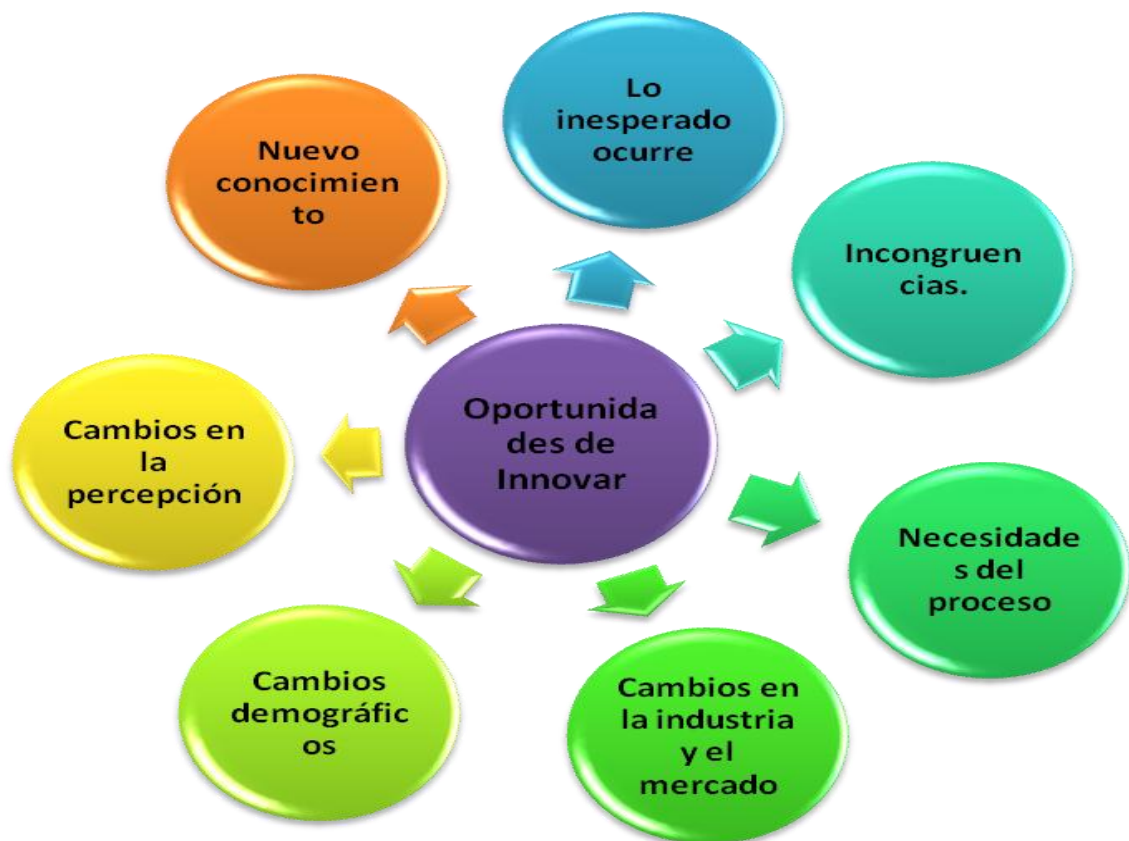 Lo
inesperado
ocurre
Nuevo
conocimien
to
Incongruen
cias.
Oportunida
des de
Innovar
Cambios en
la
percepción
Necesidade
s del
proceso
Cambios
demográfic
os
Cambios en
la industria
y el
mercado